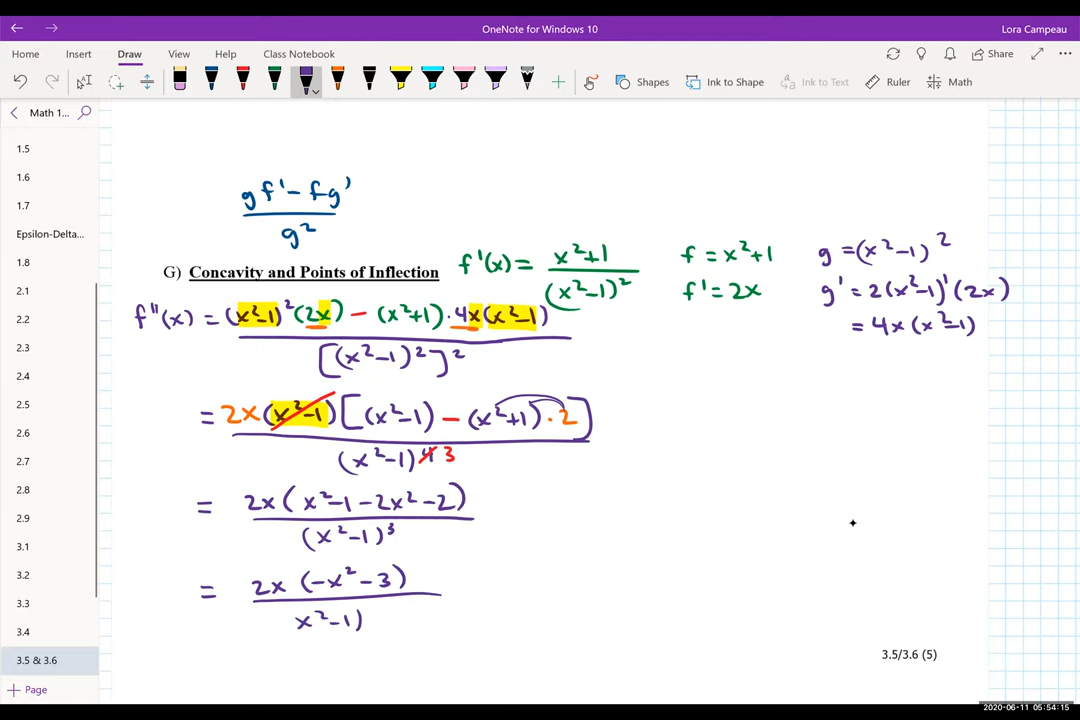 OneNote for Windows 10
Lora Campeau
Home Insert Draw View Help Class Notebook
Share
Shapes Ink to Shape Ink to Text Ruler Math
Math 1...
1.5
1.6
1.7
Epsilon-Delta...
1.8
2.1
2.2
2.3
2.4
2.5
2.6
2.7
2.8
2.9
3.1
3.2
3.3
3.4
3.5 & 3.6
+ Page
gf' - fg'
g²
G) Concavity and Points of Inflection
f'(x) = x²+1
(x²-1)²
f = x²+1
f' = 2x
g = (x²-1)²
g' = 2(x²-1)'(2x)
= 4x(x²-1)
f"(x) = (x²-1)²(2x) - (x²+1)·4x(x²-1)
[(x²-1)²]²
= 2x(x²-1)[(x²-1) - (x²+1)·2]
(x²-1)4 3
= 2x(x²-1-2x²-2)
(x²-1)³
= 2x(-x²-3)
x²-1)
3.5/3.6 (5)
2020-06-11 05:54:15